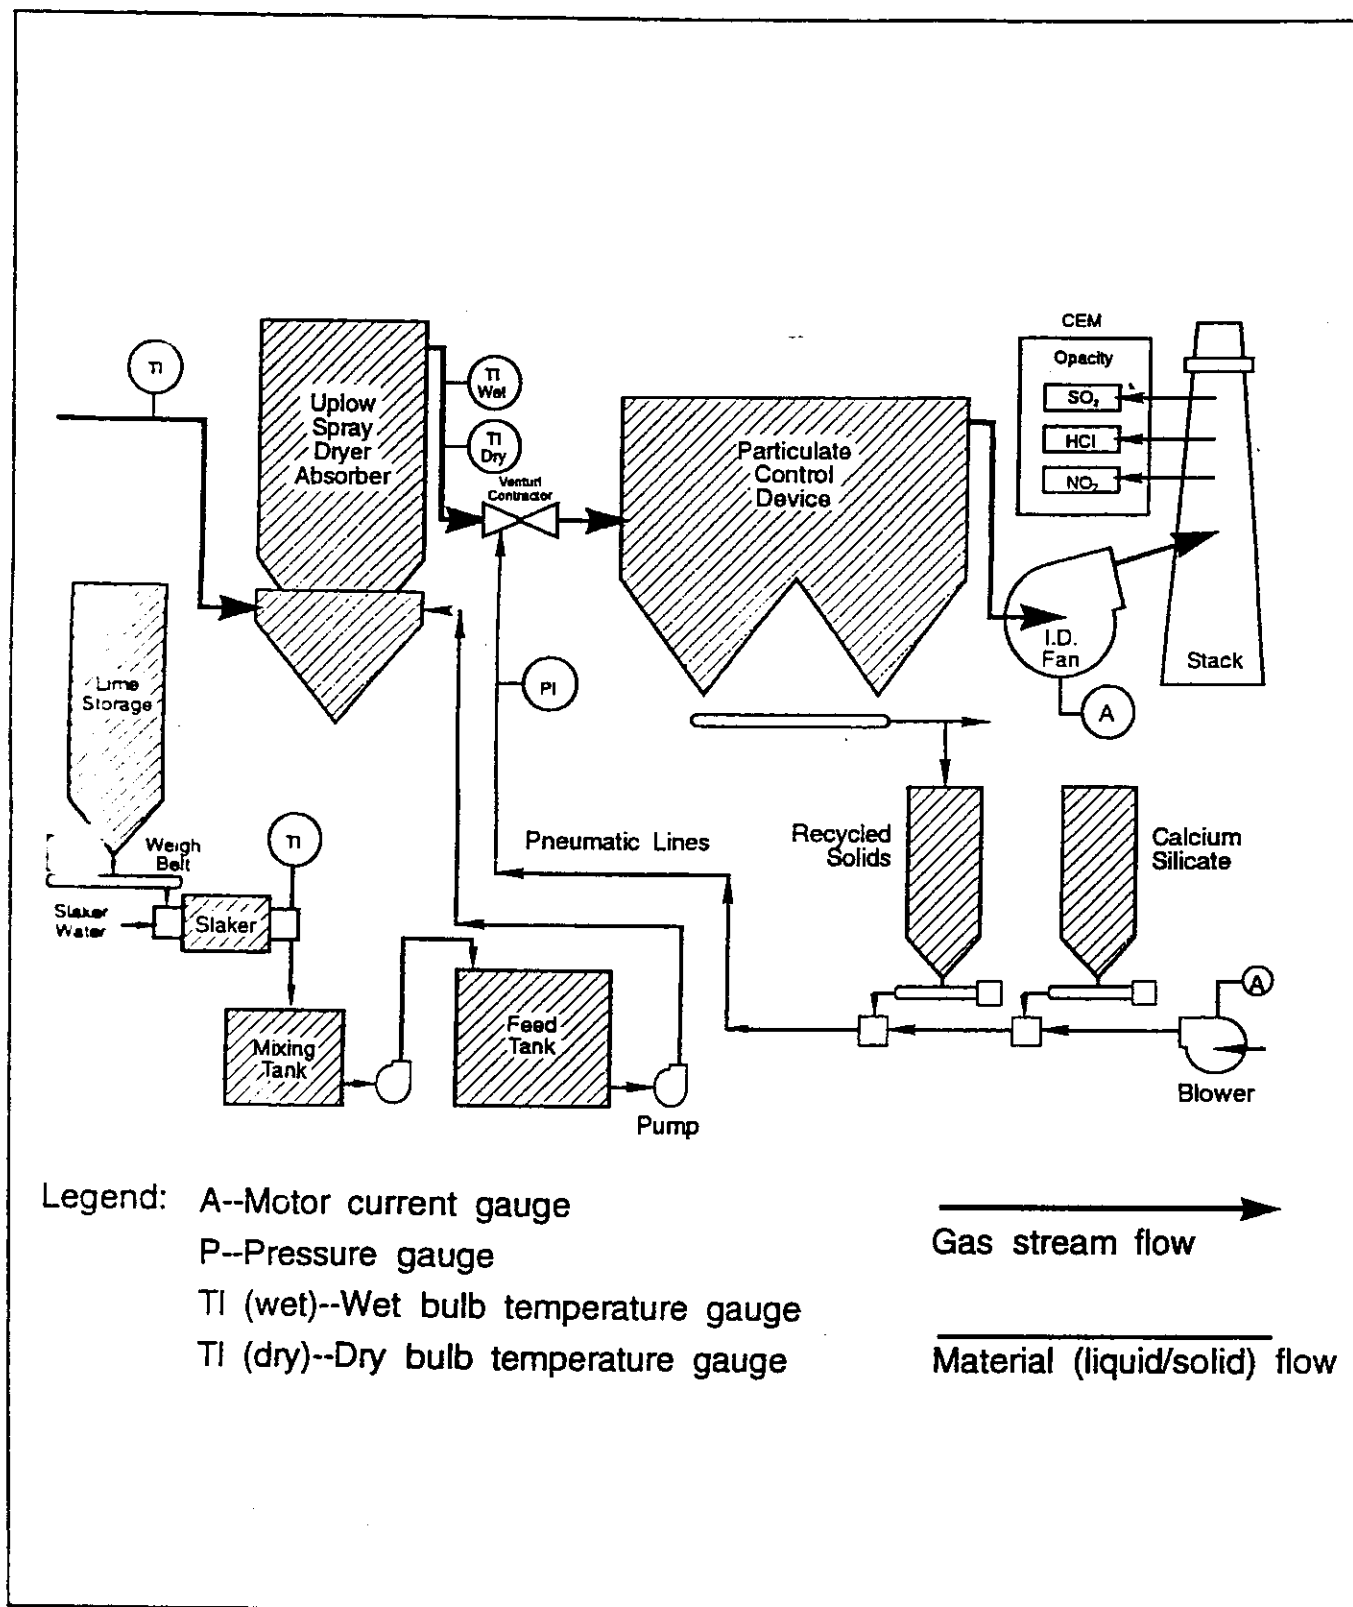 CEM
Opacity
SO₂
HCl
NO₂
TI
TI
Wet
TI
Dry
Uplow
Spray
Dryer
Absorber
Venturi
Contractor
Particulate
Control
Device
I.D.
Fan
Stack
A
PI
Lime
Storage
Weigh
Belt
TI
Slaker
Water
Slaker
Pneumatic Lines
Recycled
Solids
Calcium
Silicate
Mixing
Tank
Feed
Tank
Pump
A
Blower
Legend:
A--Motor current gauge
P--Pressure gauge
TI (wet)--Wet bulb temperature gauge
TI (dry)--Dry bulb temperature gauge
Gas stream flow
Material (liquid/solid) flow